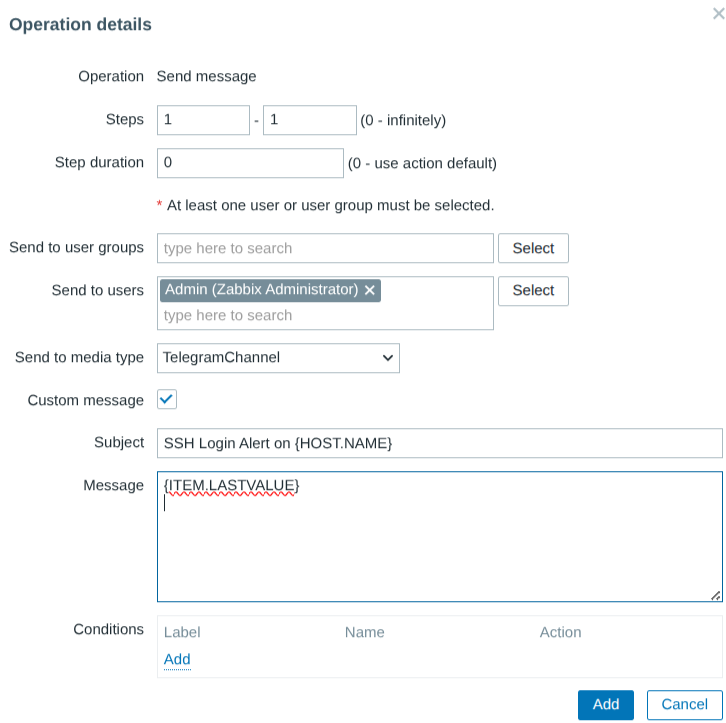 Operation details
Operation Send message
Steps 1 - 1 (0 - infinitely)
Step duration 0 (0 - use action default)
* At least one user or user group must be selected.
Send to user groups type here to search Select
Send to users Admin (Zabbix Administrator) Select
type here to search
Send to media type TelegramChannel
Custom message
Subject SSH Login Alert on {HOST.NAME}
Message {ITEM.LASTVALUE}
Conditions Label Name Action
Add
Add Cancel